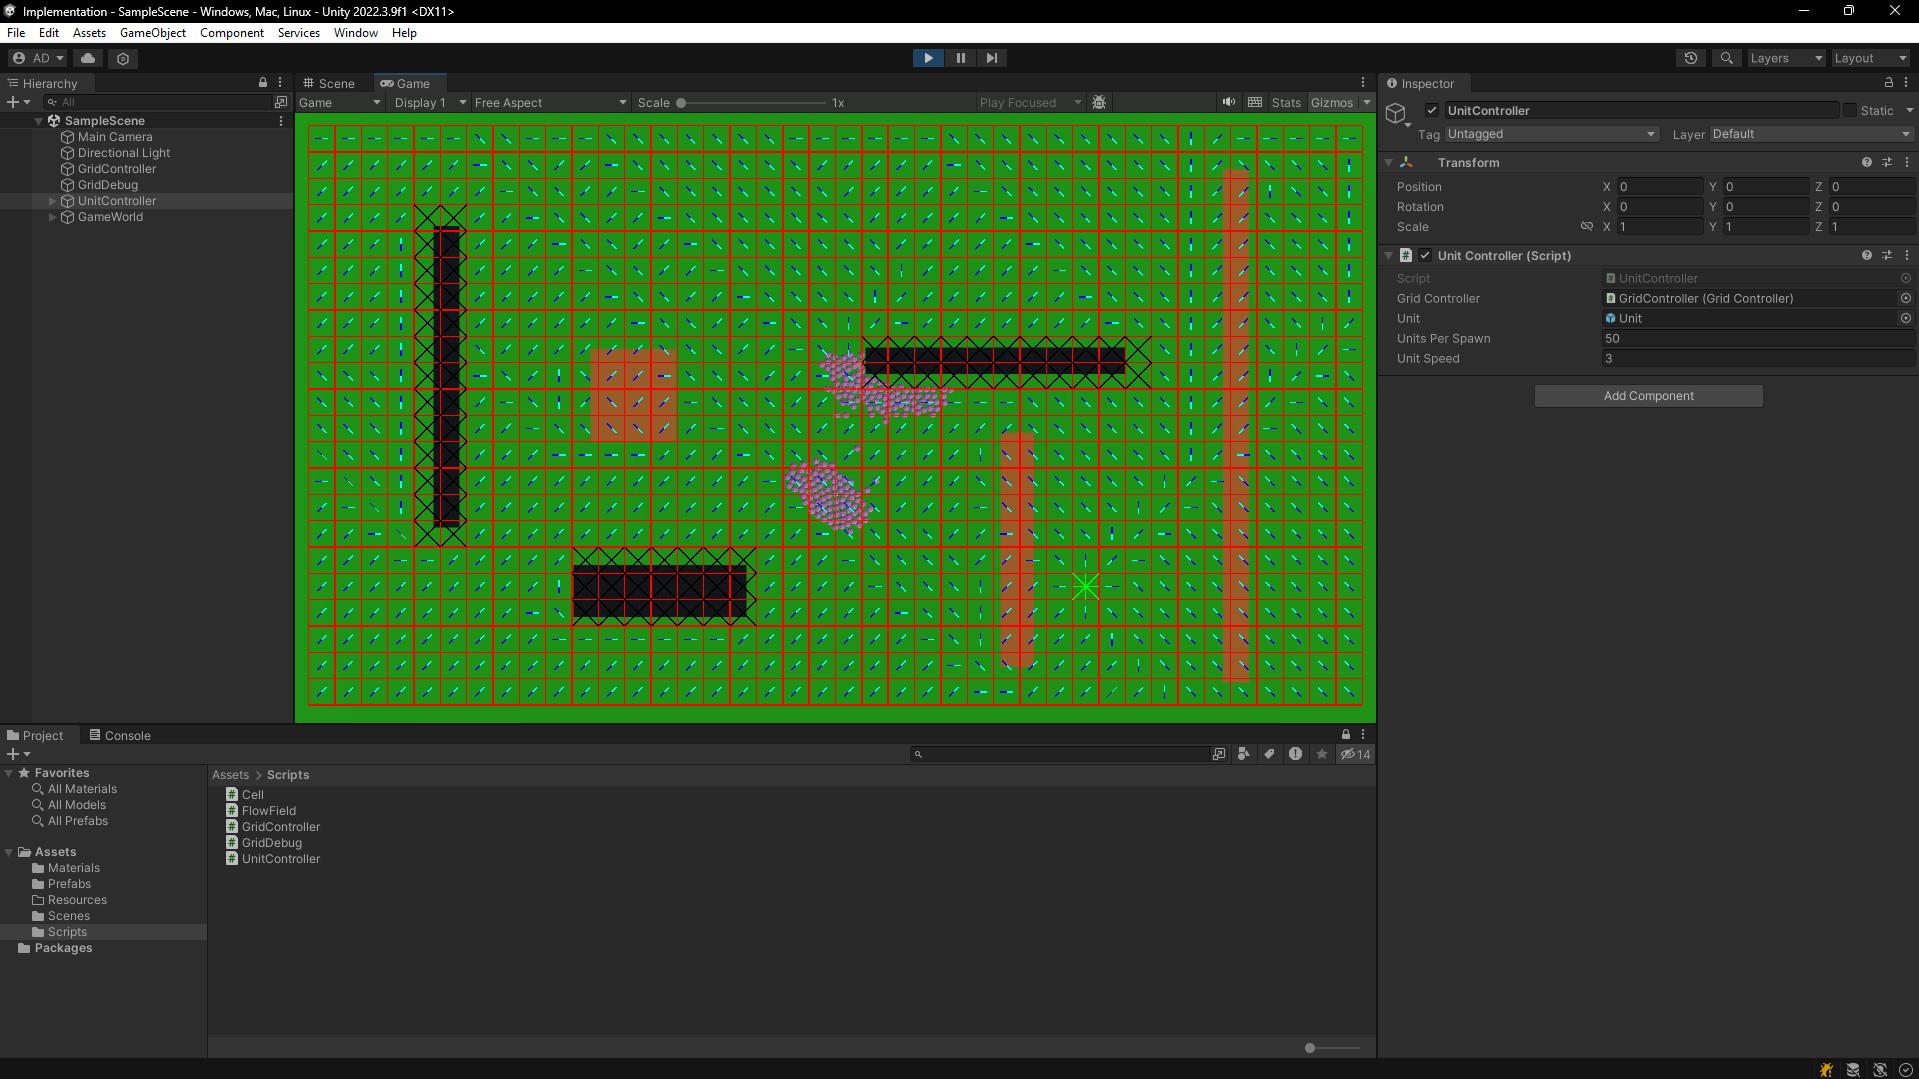 Implementation - SampleScene - Windows, Mac, Linux - Unity 2022.3.9f1 <DX11>
File Edit Assets GameObject Component Services Window Help
AD Layers Layout
Hierarchy
All
SampleScene
Main Camera
Directional Light
GridController
GridDebug
UnitController
GameWorld
Scene Game
Game Display 1 Free Aspect Scale 1x Play Focused Stats Gizmos
Inspector
UnitController Static
Tag Untagged Layer Default
Transform
Position X 0 Y 0 Z 0
Rotation X 0 Y 0 Z 0
Scale X 1 Y 1 Z 1
# Unit Controller (Script)
Script UnitController
Grid Controller GridController (Grid Controller)
Unit Unit
Units Per Spawn 50
Unit Speed 3
Add Component
Project Console
14
Favorites
All Materials
All Models
All Prefabs
Assets
Materials
Prefabs
Resources
Scenes
Scripts
Packages
Assets > Scripts
# Cell
# FlowField
# GridController
# GridDebug
# UnitController